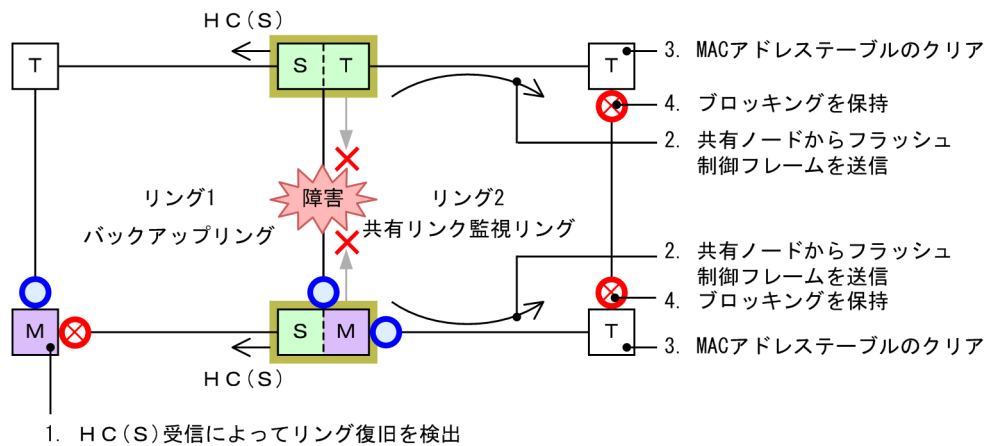 ＨＣ(Ｓ)
Ｔ
Ｓ
Ｔ
Ｔ
3. MACアドレステーブルのクリア
4. ブロッキングを保持
2. 共有ノードからフラッシュ
制御フレームを送信
リング1
バックアップリング
障害
リング2
共有リンク監視リング
2. 共有ノードからフラッシュ
制御フレームを送信
4. ブロッキングを保持
Ｍ
Ｓ
Ｍ
Ｔ
3. MACアドレステーブルのクリア
ＨＣ(Ｓ)
1. ＨＣ(Ｓ)受信によってリング復旧を検出